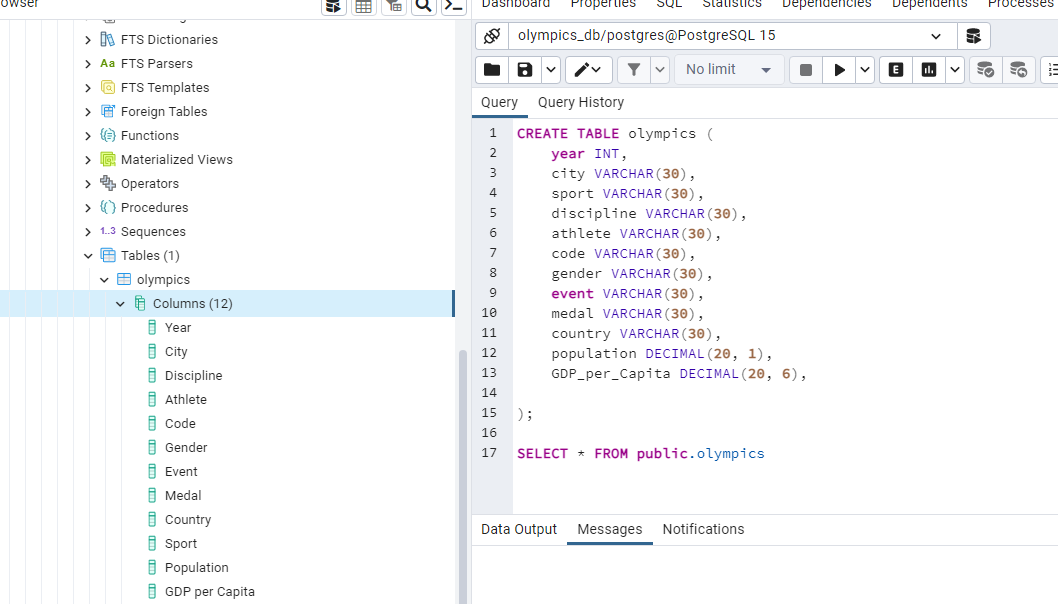 owser
FTS Dictionaries
Aa FTS Parsers
FTS Templates
Foreign Tables
Functions
Materialized Views
Operators
Procedures
1..3 Sequences
Tables (1)
olympics
Columns (12)
Year
City
Discipline
Athlete
Code
Gender
Event
Medal
Country
Sport
Population
GDP per Capita
Dashboard Properties SQL Statistics Dependencies Dependents Processes
olympics_db/postgres@PostgreSQL 15
No limit
E
Query Query History
1 CREATE TABLE olympics (
2 year INT,
3 city VARCHAR(30),
4 sport VARCHAR(30),
5 discipline VARCHAR(30),
6 athlete VARCHAR(30),
7 code VARCHAR(30),
8 gender VARCHAR(30),
9 event VARCHAR(30),
10 medal VARCHAR(30),
11 country VARCHAR(30),
12 population DECIMAL(20, 1),
13 GDP_per_Capita DECIMAL(20, 6),
14
15 );
16
17 SELECT * FROM public.olympics
Data Output Messages Notifications